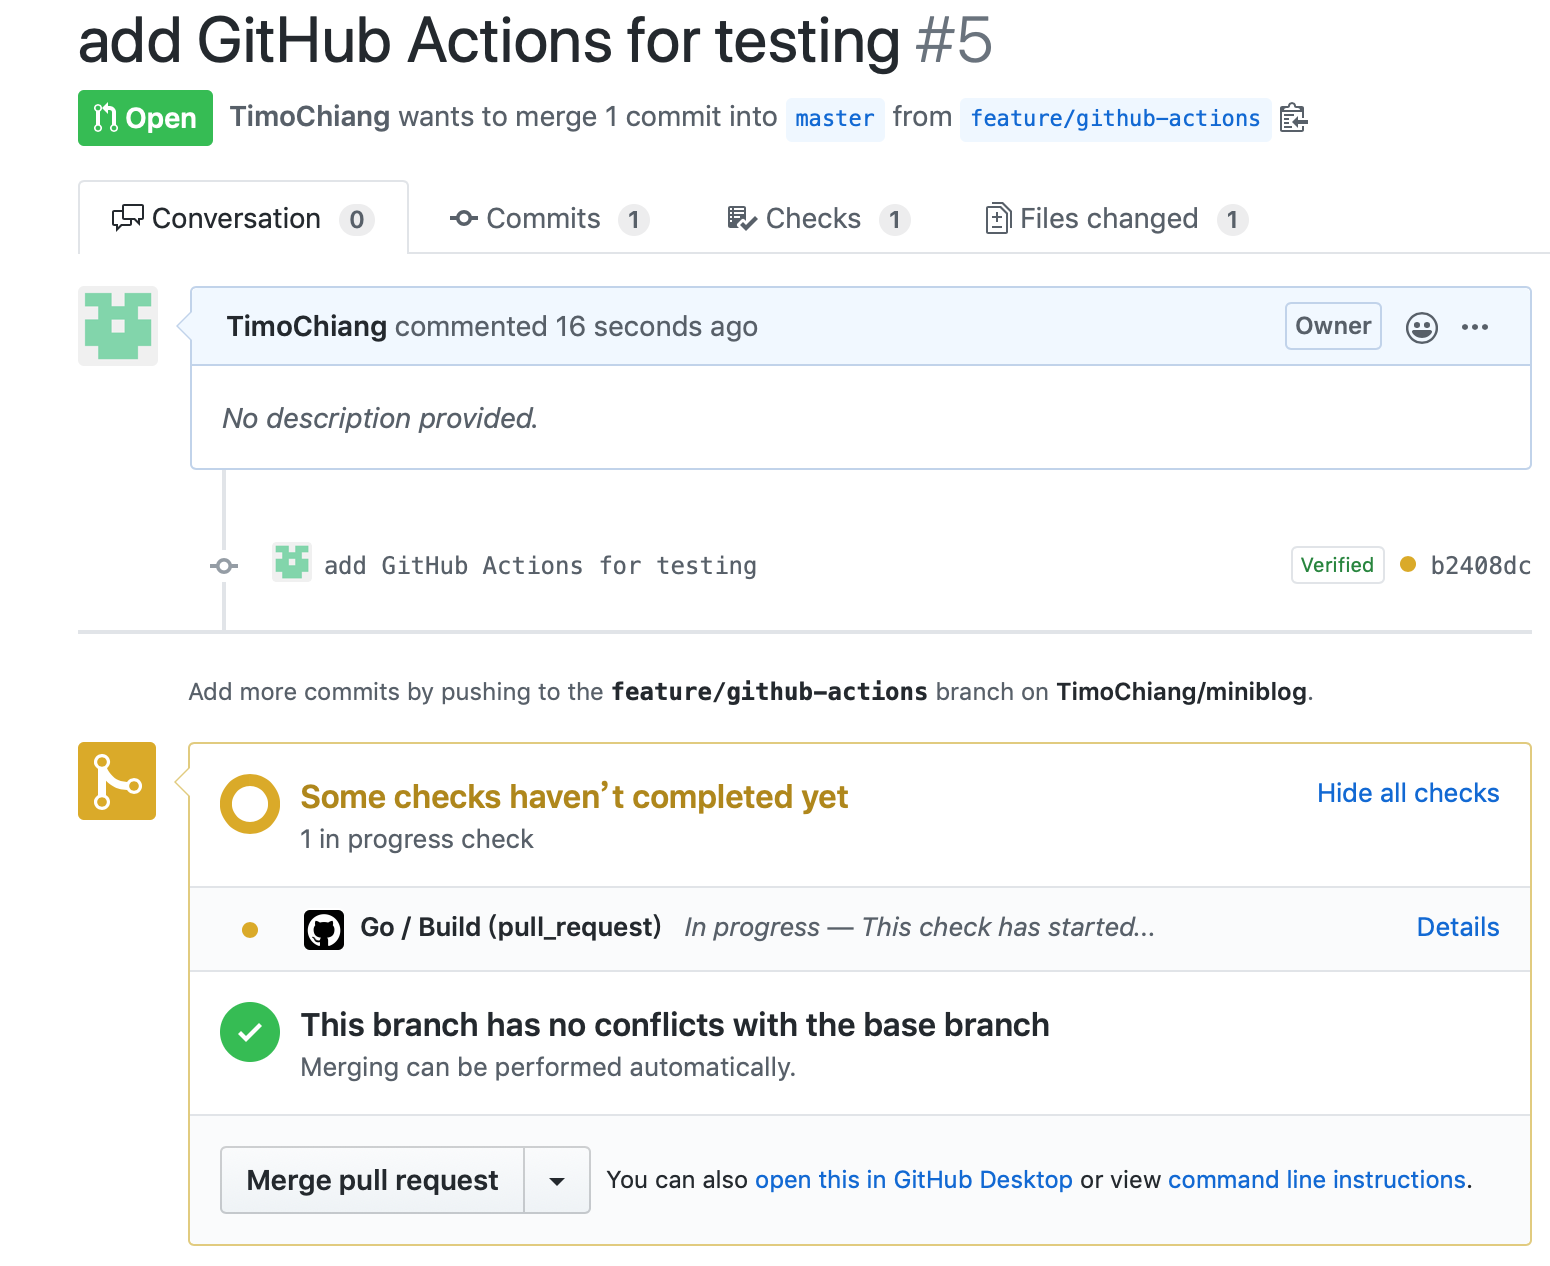 add GitHub Actions for testing #5
Open TimoChiang wants to merge 1 commit into master from feature/github-actions
Conversation 0 Commits 1 Checks 1 Files changed 1
TimoChiang commented 16 seconds ago Owner
No description provided.
add GitHub Actions for testing Verified b2408dc
Add more commits by pushing to the feature/github-actions branch on TimoChiang/miniblog.
Some checks haven’t completed yet Hide all checks
1 in progress check
Go / Build (pull_request) In progress — This check has started... Details
This branch has no conflicts with the base branch
Merging can be performed automatically.
Merge pull request You can also open this in GitHub Desktop or view command line instructions.